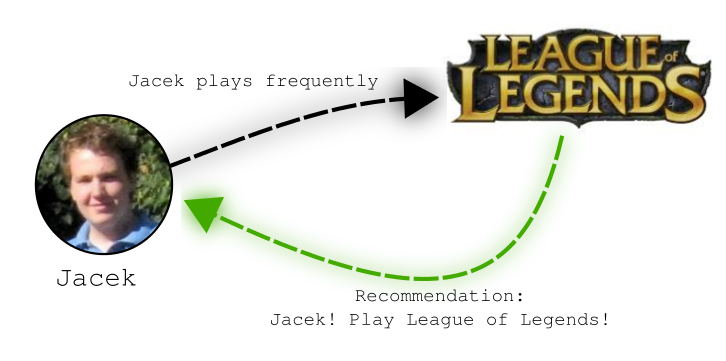 LEAGUE of
LEGENDS
Jacek plays frequently
Jacek
Recommendation:
Jacek! Play League of Legends!